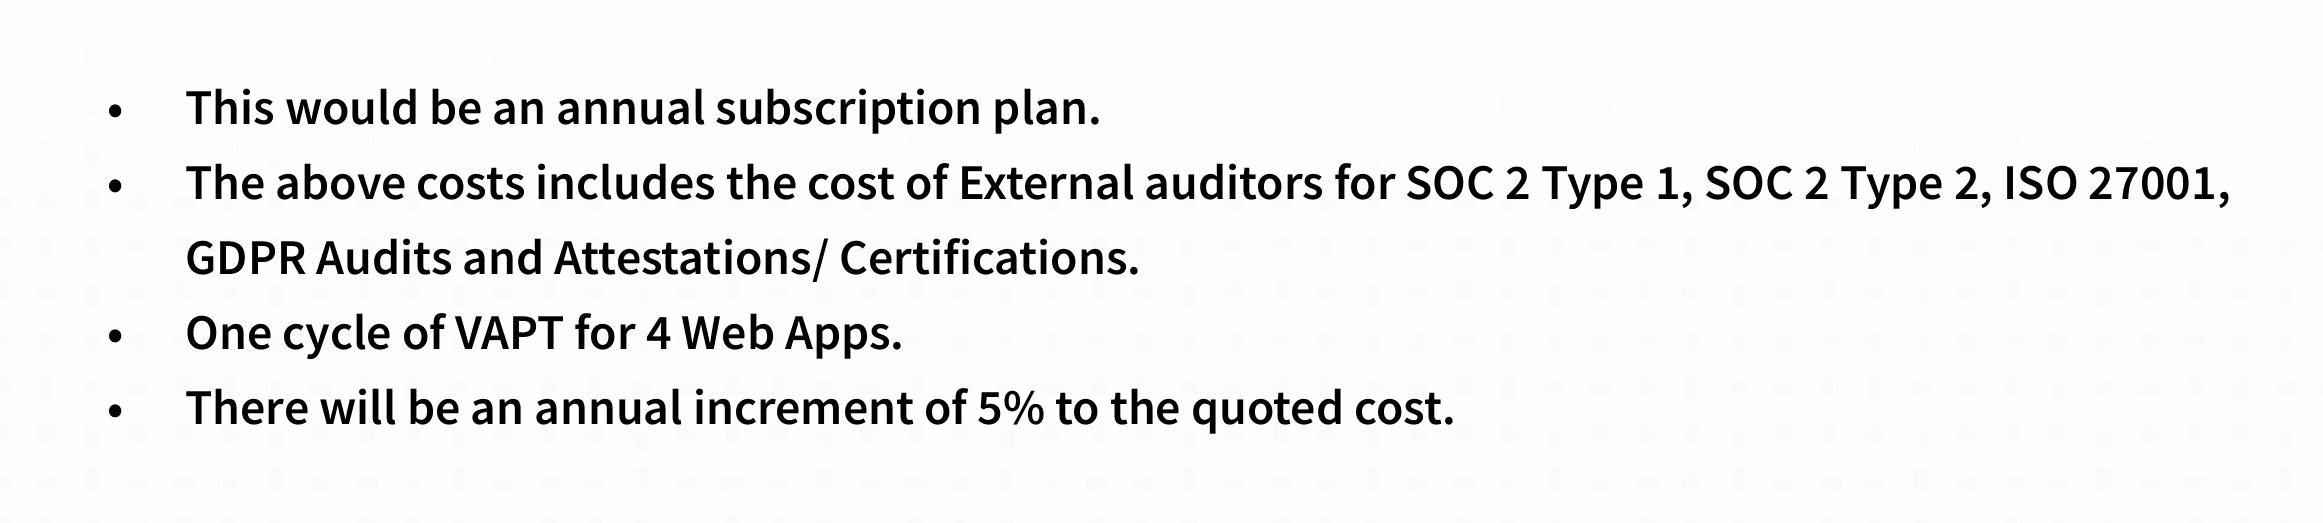 • This would be an annual subscription plan.
• The above costs includes the cost of External auditors for SOC 2 Type 1, SOC 2 Type 2, ISO 27001,
GDPR Audits and Attestations/ Certifications.
• One cycle of VAPT for 4 Web Apps.
• There will be an annual increment of 5% to the quoted cost.